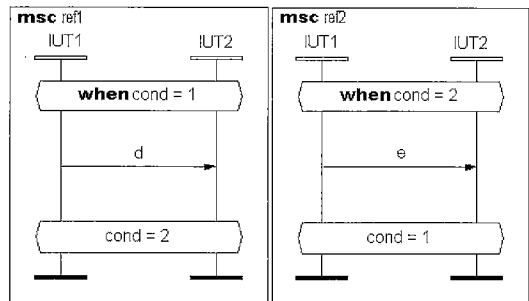 msc ref1
IUT1 IUT2
when cond = 1
d
cond = 2
msc ref2
IUT1 IUT2
when cond = 2
e
cond = 1